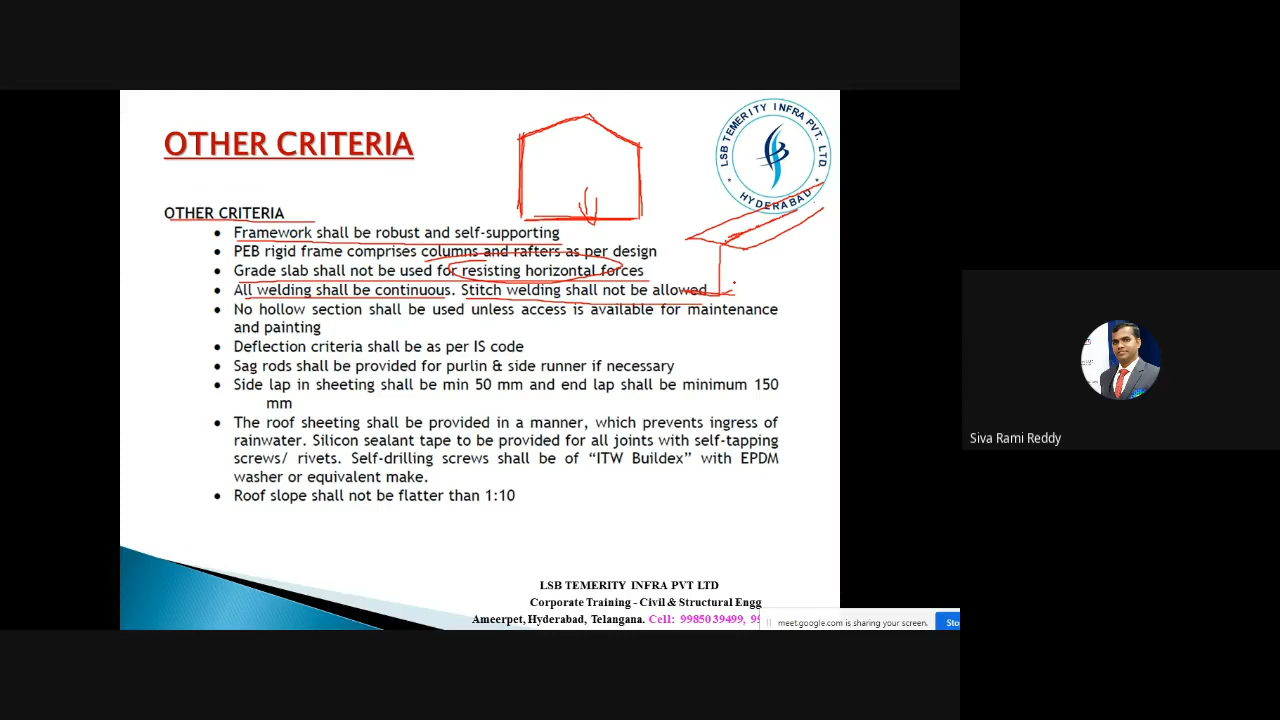 OTHER CRITERIA
LSB TEMERITY INFRA PVT. LTD.
* HYDERABAD *
OTHER CRITERIA
• Framework shall be robust and self-supporting
• PEB rigid frame comprises columns and rafters as per design
• Grade slab shall not be used for resisting horizontal forces
• All welding shall be continuous. Stitch welding shall not be allowed
• No hollow section shall be used unless access is available for maintenance
and painting
• Deflection criteria shall be as per IS code
• Sag rods shall be provided for purlin & side runner if necessary
• Side lap in sheeting shall be min 50 mm and end lap shall be minimum 150
mm
• The roof sheeting shall be provided in a manner, which prevents ingress of
rainwater. Silicon sealant tape to be provided for all joints with self-tapping
screws/ rivets. Self-drilling screws shall be of “ITW Buildex” with EPDM
washer or equivalent make.
• Roof slope shall not be flatter than 1:10
LSB TEMERITY INFRA PVT LTD
Corporate Training - Civil & Structural Engg
Ameerpet, Hyderabad, Telangana. Cell: 9985039499, 99
meet.google.com is sharing your screen.
Sto
Siva Rami Reddy